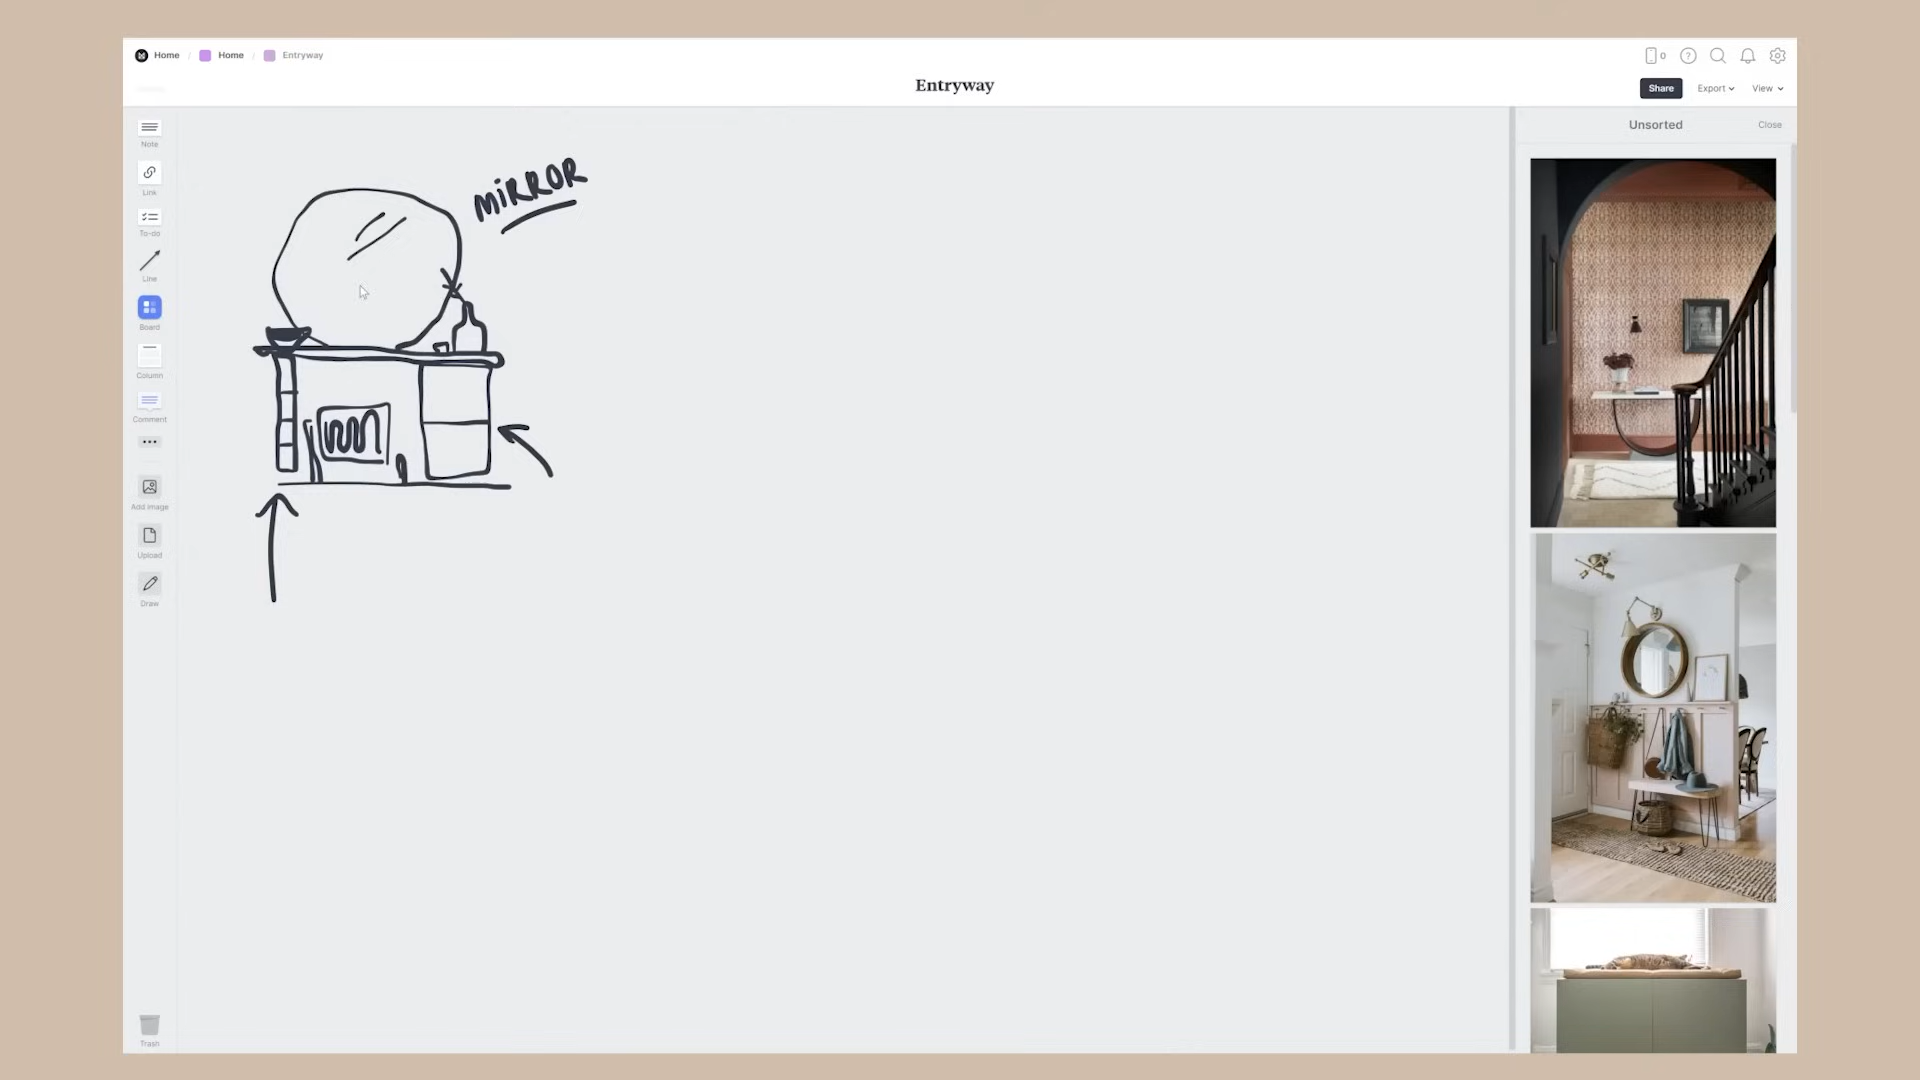 Home / Home / Entryway
0
Entryway
Share Export View
Note
Link
To-do
Line
Board
Column
Comment
Add image
Upload
Draw
Trash
MiRROR
Unsorted Close